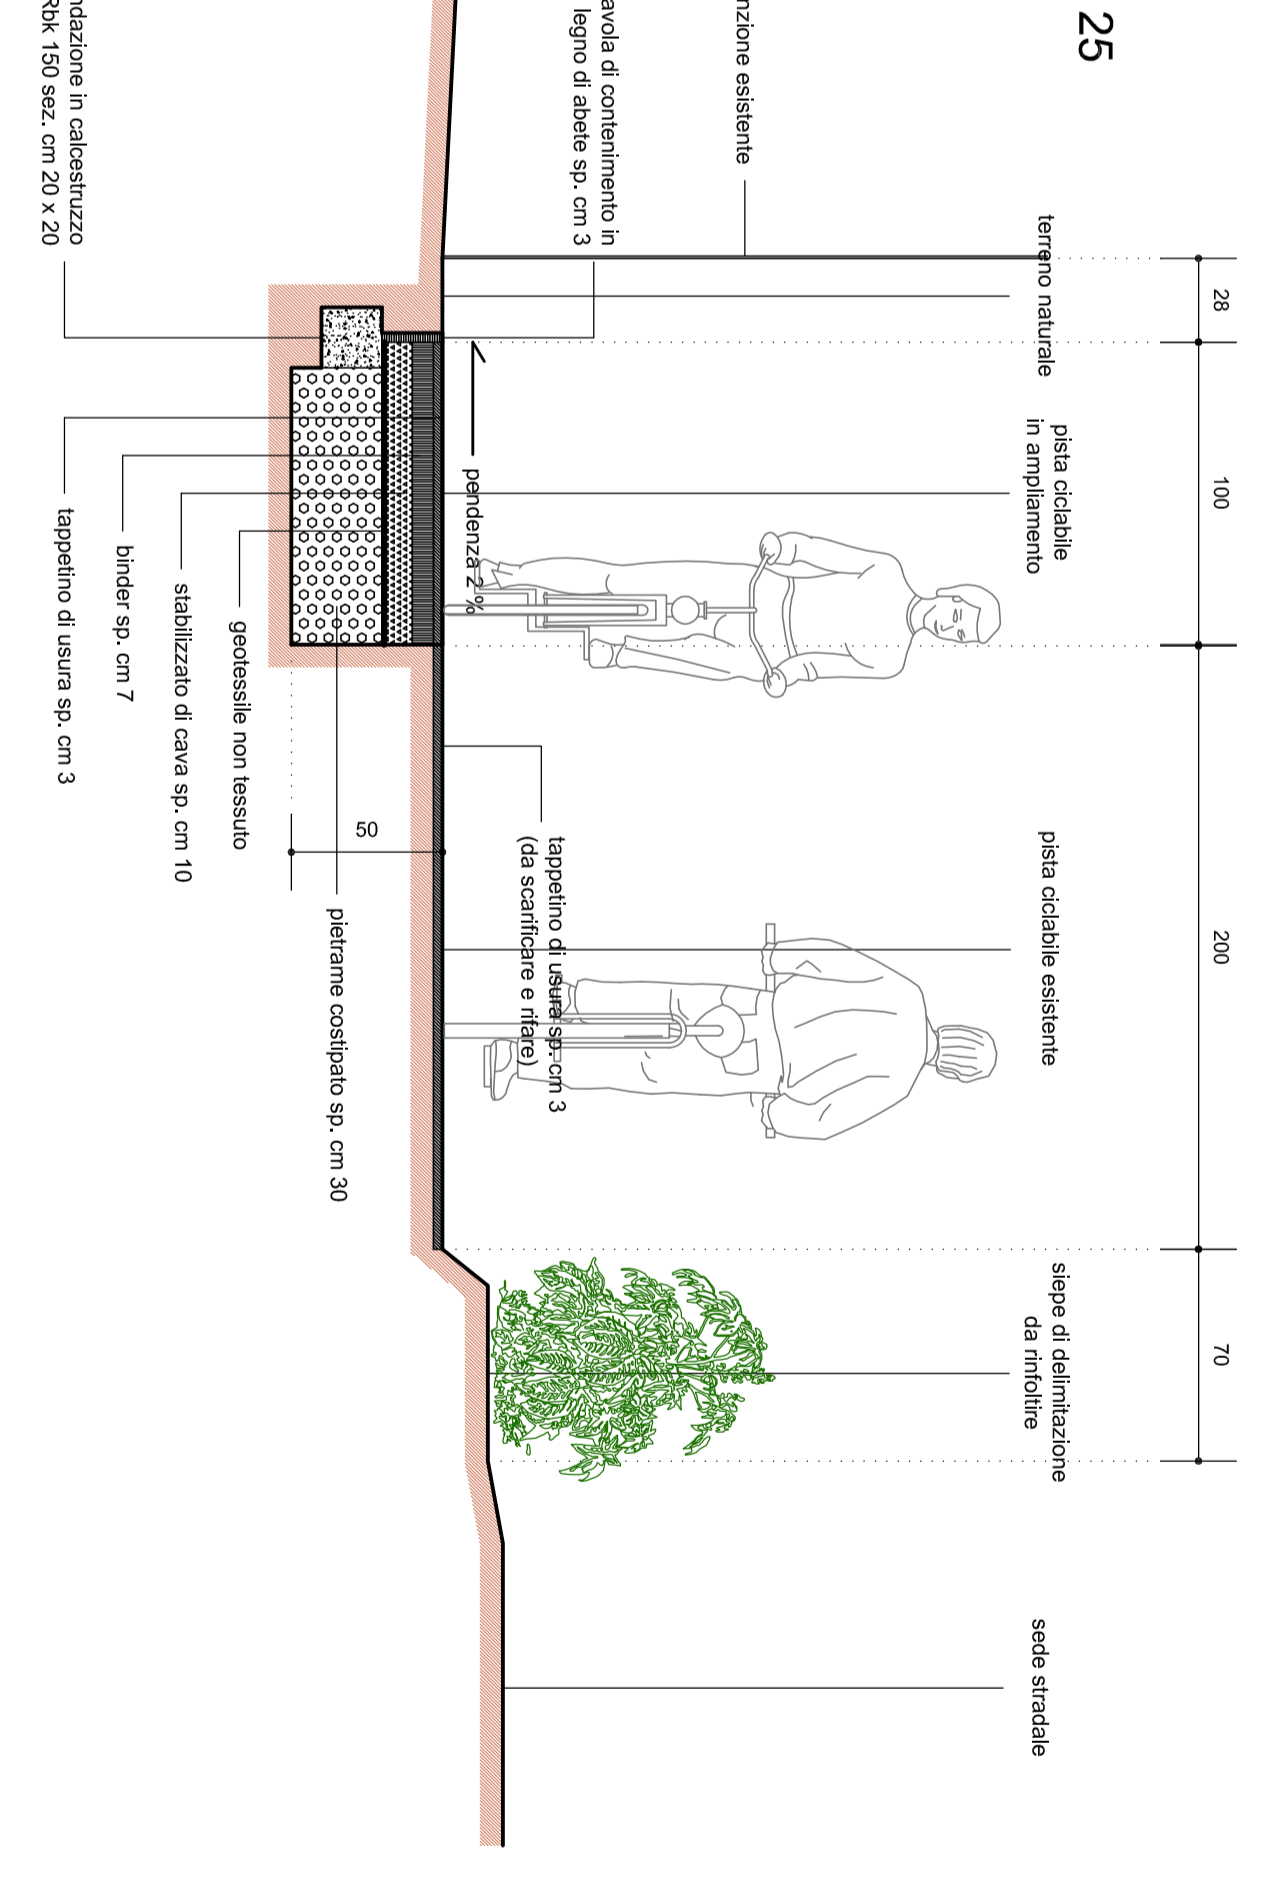 25
28
100
200
70
terreno naturale
pista ciclabile
in ampliamento
pista ciclabile esistente
siepe di delimitazione
da rinfoltire
sede stradale
nzione esistente
avola di contenimento in
legno di abete sp. cm 3
tappetino di usura sp. cm 3
(da scarificare e rifare)
pendenza 2 %
50
pietrame costipato sp. cm 30
geotessile non tessuto
stabilizzato di cava sp. cm 10
binder sp. cm 7
tappetino di usura sp. cm 3
ndazione in calcestruzzo
Rbk 150 sez. cm 20 x 20